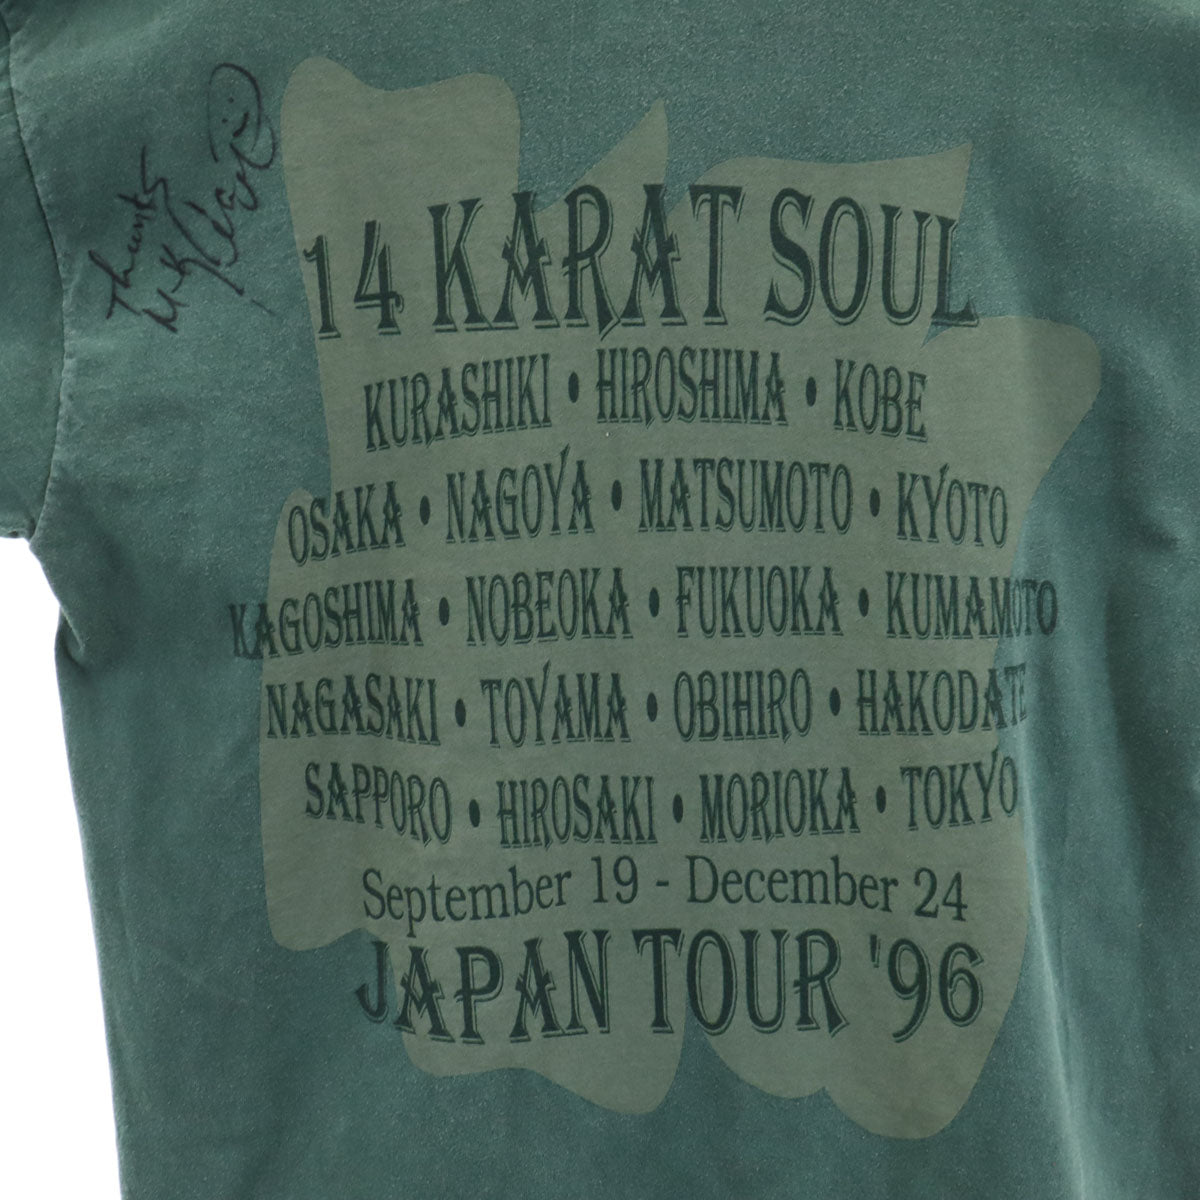 Thanks
14 KARAT SOUL
KURASHIKI • HIROSHIMA • KOBE
OSAKA • NAGOYA • MATSUMOTO • KYOTO
KAGOSHIMA • NOBEOKA • FUKUOKA • KUMAMOTO
NAGASAKI • TOYAMA • OBIHIRO • HAKODATE
SAPPORO • HIROSAKI • MORIOKA • TOKYO
September 19 - December 24
JAPAN TOUR '96